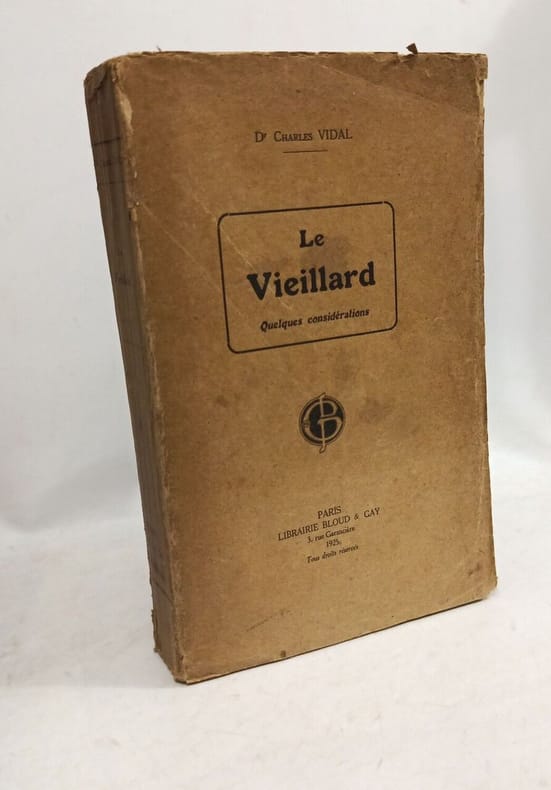 Dr Charles VIDAL
Le
Vieillard
Quelques considérations
PARIS
LIBRAIRIE BLOUD & GAY
3, rue Garancière
1925
Tous droits réservés